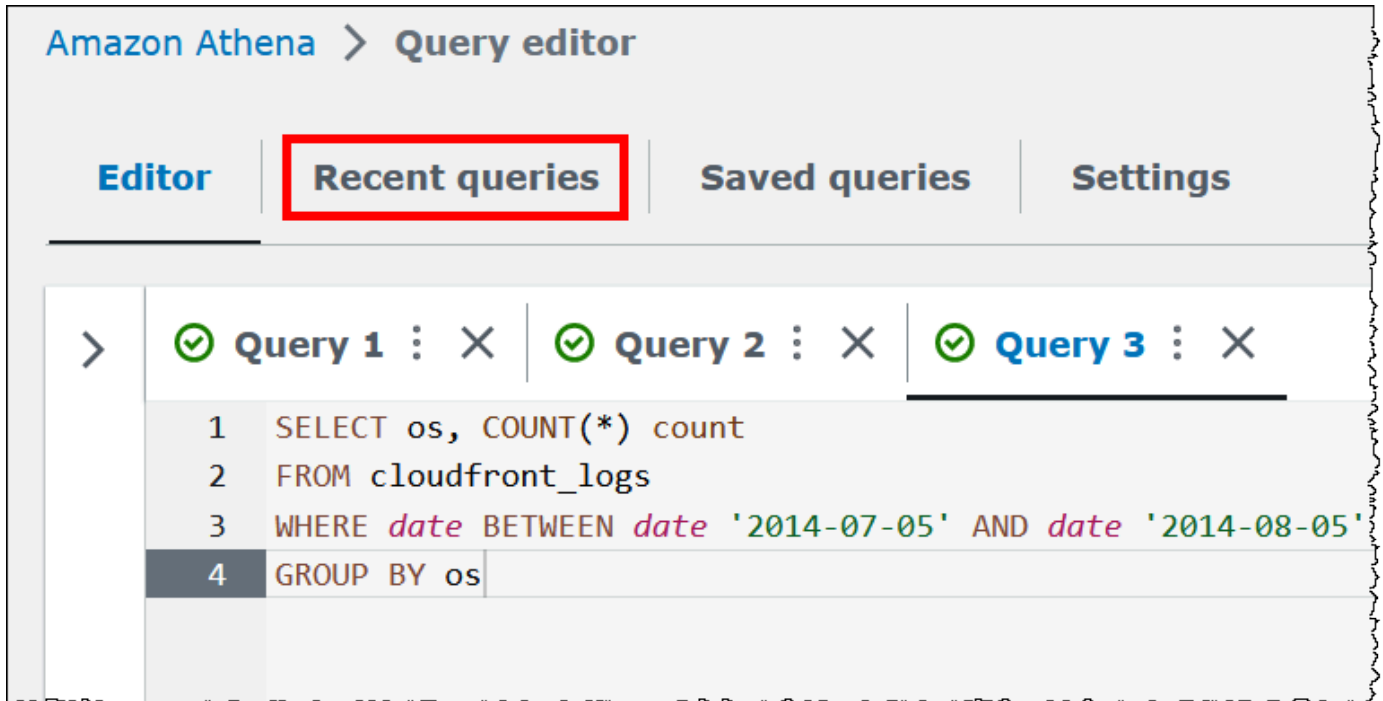 Amazon Athena > Query editor
Editor Recent queries Saved queries Settings
Query 1 Query 2 Query 3
1 SELECT os, COUNT(*) count
2 FROM cloudfront_logs
3 WHERE date BETWEEN date '2014-07-05' AND date '2014-08-05'
4 GROUP BY os